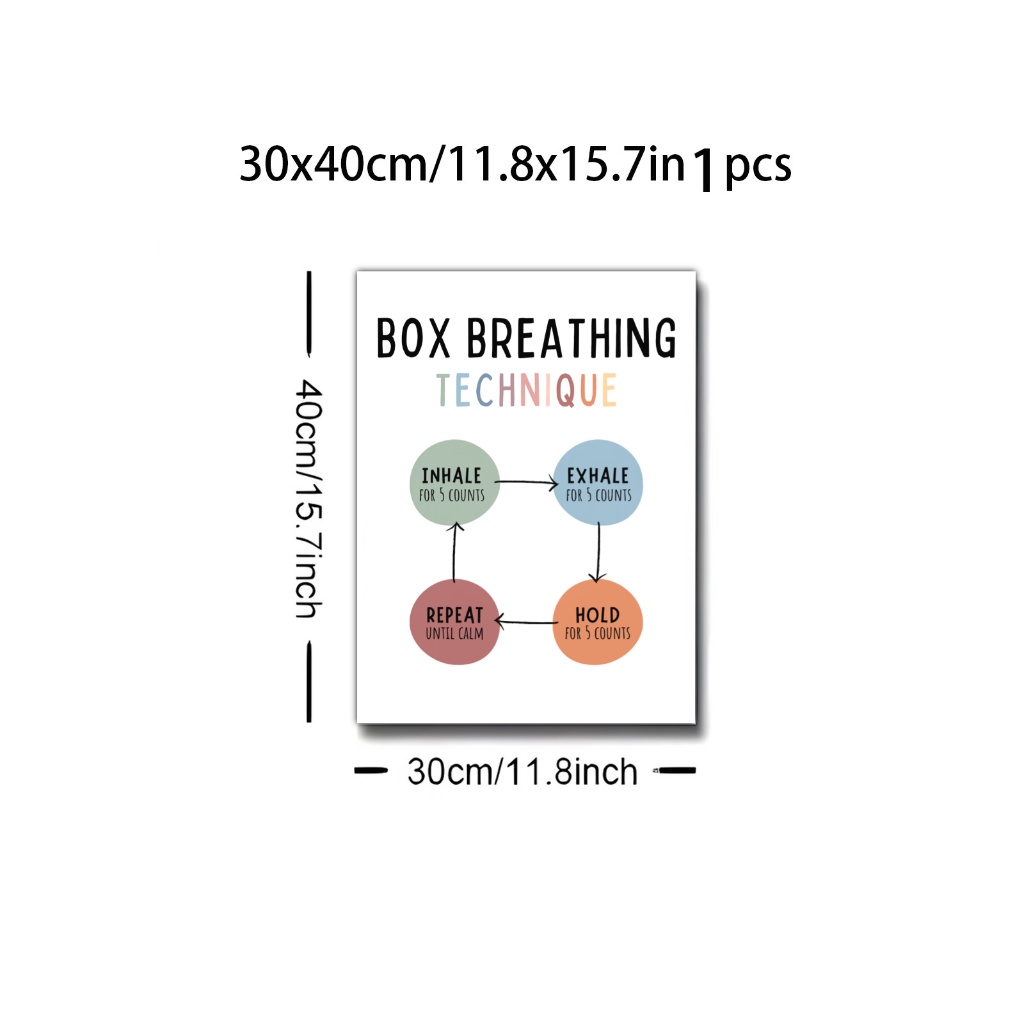 30x40cm/11.8x15.7in 1 pcs
BOX BREATHING
TECHNIQUE
INHALE
FOR 5 COUNTS
EXHALE
FOR 5 COUNTS
REPEAT
UNTIL CALM
HOLD
FOR 5 COUNTS
40cm/15.7inch
30cm/11.8inch